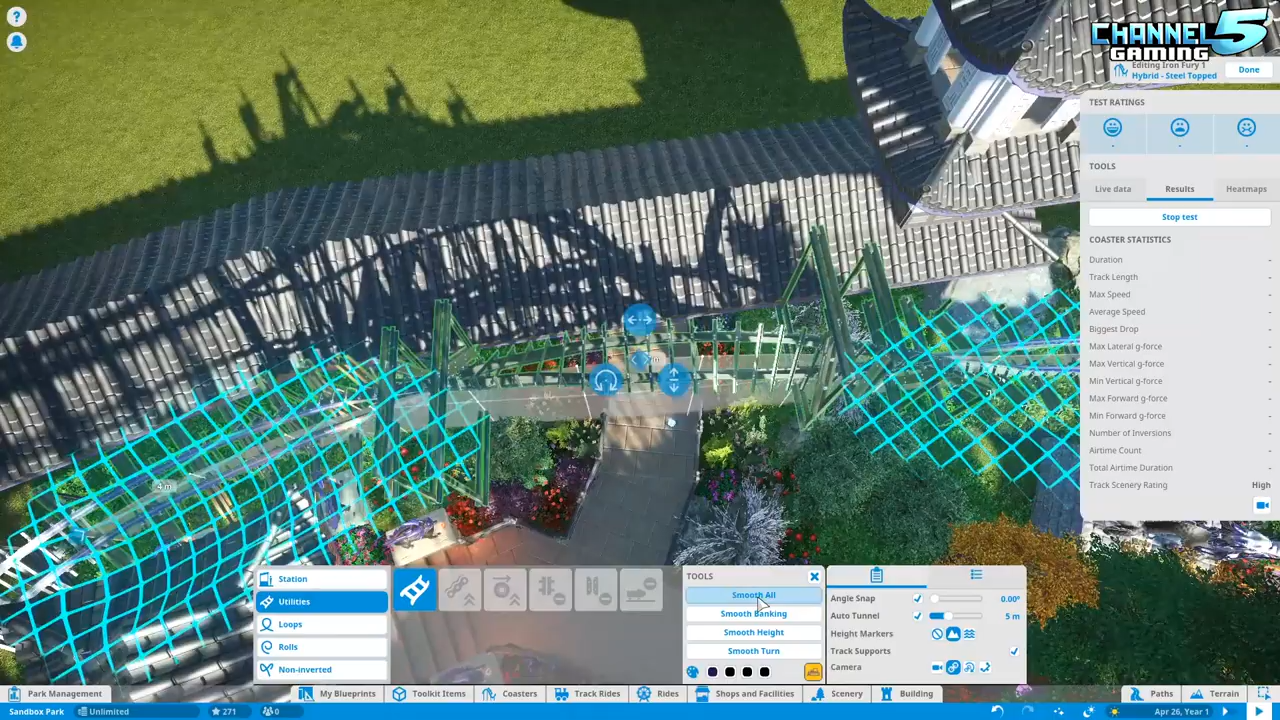 ?
CHANNEL 5
GAMING
Editing Iron Fury 1
Hybrid - Steel Topped
Done
TEST RATINGS
- - -
TOOLS
Live data Results Heatmaps
Stop test
COASTER STATISTICS
Duration -
Track Length -
Max Speed -
Average Speed -
Biggest Drop -
Max Lateral g-force -
Max Vertical g-force -
Min Vertical g-force -
Max Forward g-force -
Min Forward g-force -
Number of Inversions -
Airtime Count -
Total Airtime Duration -
Track Scenery Rating High
4 m
Station
Utilities
Loops
Rolls
Non-inverted
TOOLS
Smooth All
Smooth Banking
Smooth Height
Smooth Turn
Angle Snap 0.00°
Auto Tunnel 5 m
Height Markers
Track Supports
Camera
Park Management My Blueprints Toolkit Items Coasters Track Rides Rides Shops and Facilities Scenery Building Paths Terrain
Sandbox Park Unlimited 271 0 Apr 26, Year 1